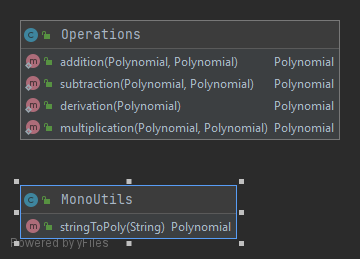 Operations
addition(Polynomial, Polynomial) Polynomial
subtraction(Polynomial, Polynomial) Polynomial
derivation(Polynomial) Polynomial
multiplication(Polynomial, Polynomial) Polynomial
MonoUtils
stringToPoly(String) Polynomial
Powered by yFiles